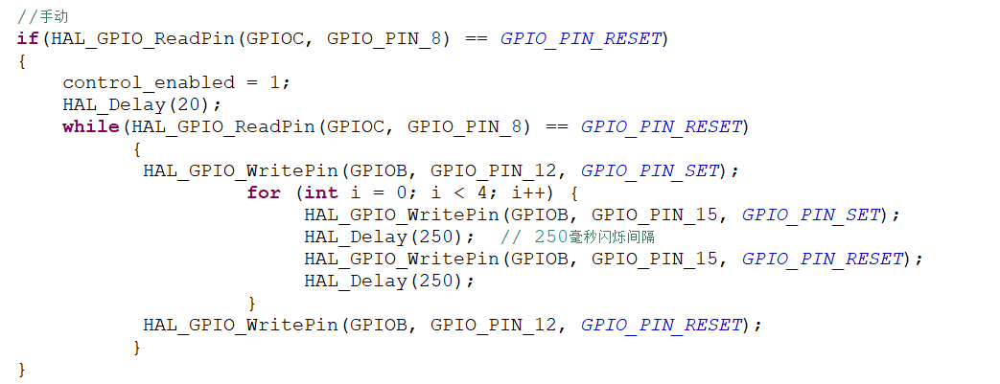 //手动
if(HAL_GPIO_ReadPin(GPIOC, GPIO_PIN_8) == GPIO_PIN_RESET)
{
    control_enabled = 1;
    HAL_Delay(20);
    while(HAL_GPIO_ReadPin(GPIOC, GPIO_PIN_8) == GPIO_PIN_RESET)
          {
           HAL_GPIO_WritePin(GPIOB, GPIO_PIN_12, GPIO_PIN_SET);
                    for (int i = 0; i < 4; i++) {
                         HAL_GPIO_WritePin(GPIOB, GPIO_PIN_15, GPIO_PIN_SET);
                         HAL_Delay(250);  // 250毫秒闪烁间隔
                         HAL_GPIO_WritePin(GPIOB, GPIO_PIN_15, GPIO_PIN_RESET);
                         HAL_Delay(250);
                    }
           HAL_GPIO_WritePin(GPIOB, GPIO_PIN_12, GPIO_PIN_RESET);
          }
}